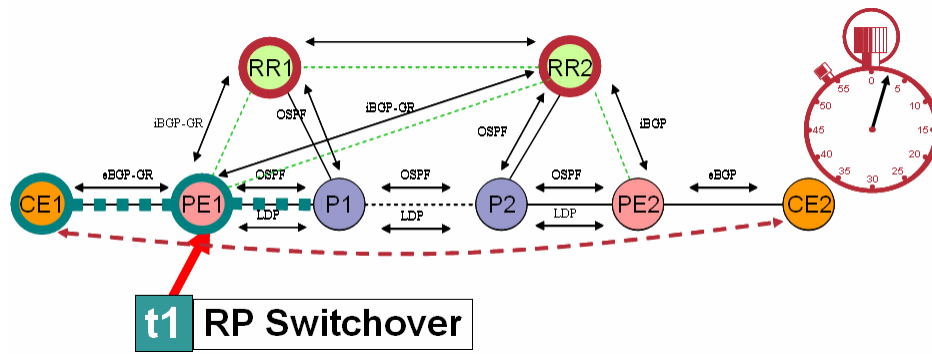 RR1
RR2
0
5
10
15
20
25
30
35
40
45
50
55
iBGP-GR
OSPF
iBGP-GR
OSPF
iBGP
eBGP-GR
OSPF
OSPF
OSPF
eBGP
CE1
PE1
P1
P2
PE2
CE2
LDP
LDP
LDP
t1 RP Switchover